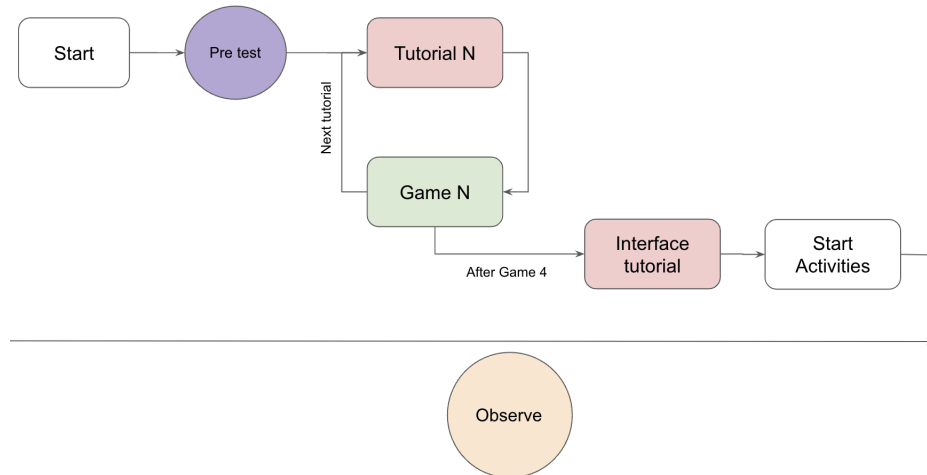 Start
Pre test
Tutorial N
Next tutorial
Game N
After Game 4
Interface
tutorial
Start
Activities
Observe